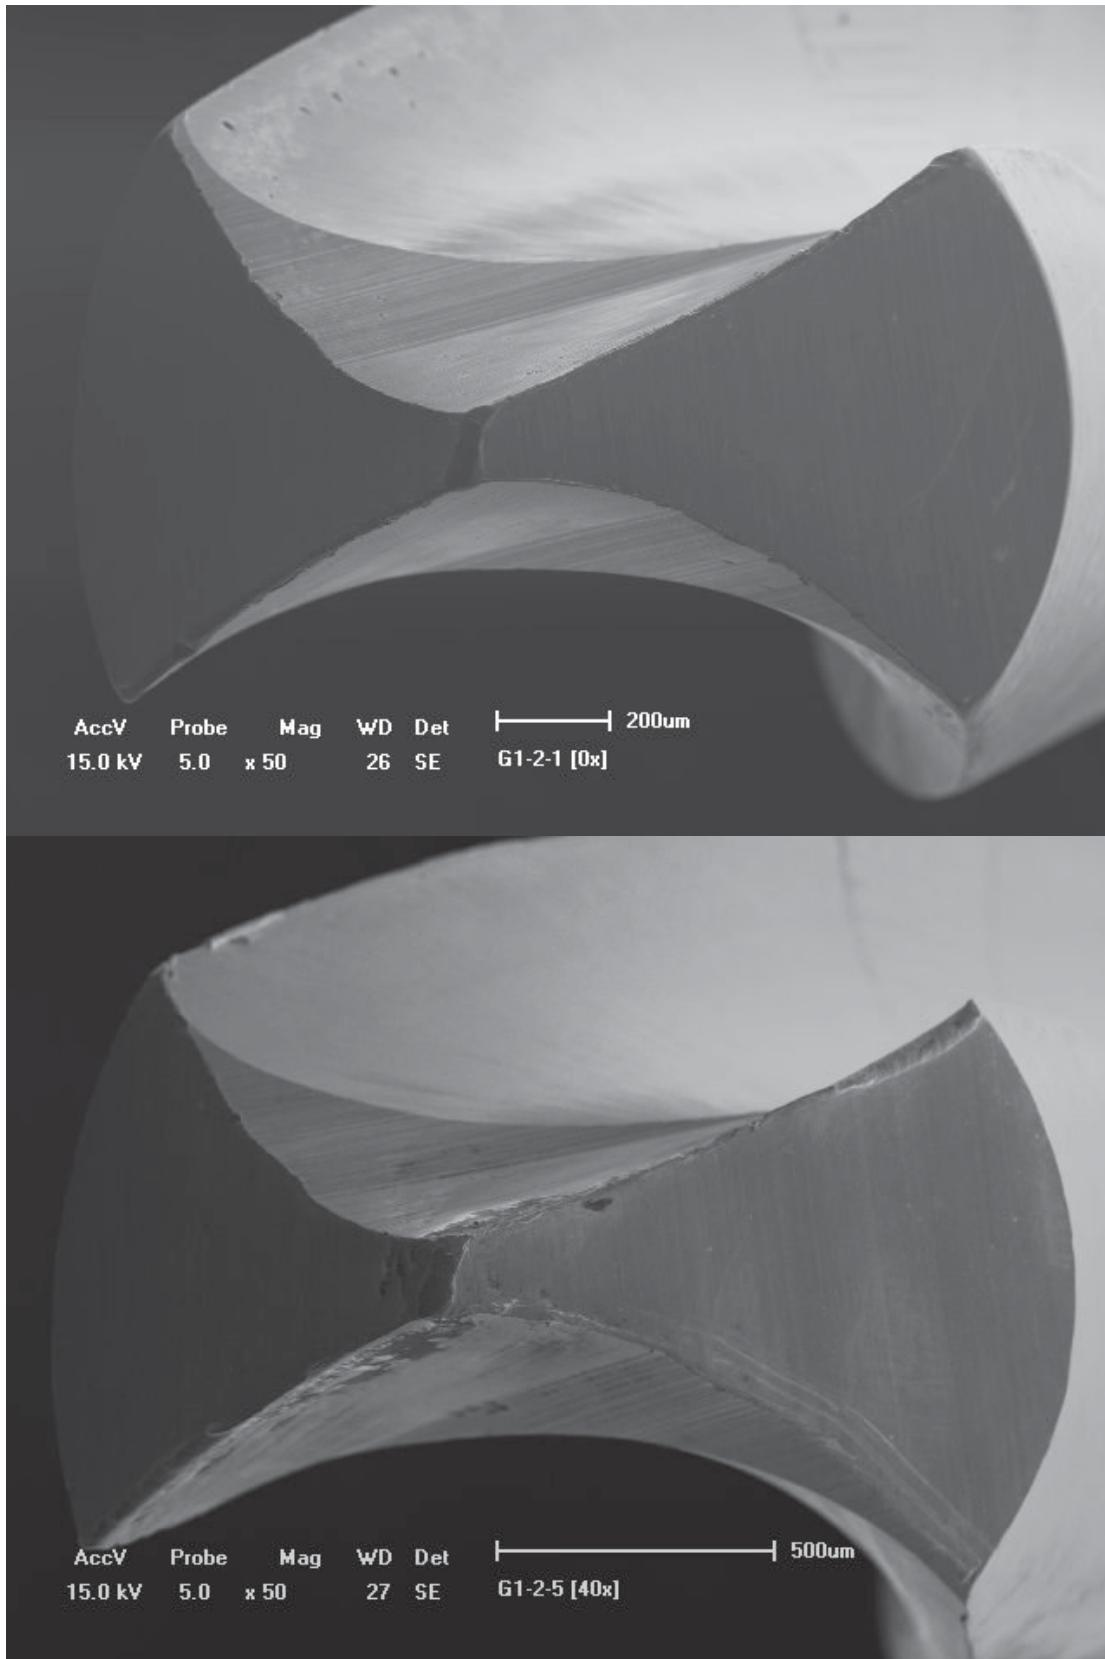 AccV Probe Mag WD Det 200um
15.0 kV 5.0 x 50 26 SE G1-2-1 [0x]
AccV Probe Mag WD Det 500um
15.0 kV 5.0 x 50 27 SE G1-2-5 [40x]